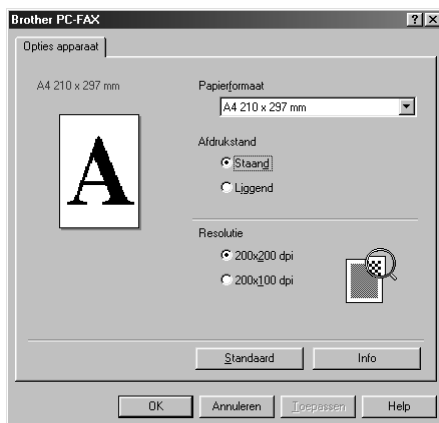 Brother PC-FAX
Opties apparaat
A4 210 x 297 mm
A
Papierformaat
A4 210 x 297 mm
Afdrukstand
Staand
Liggend
Resolutie
200x200 dpi
200x100 dpi
Standaard
Info
OK
Annuleren
Toepassen
Help